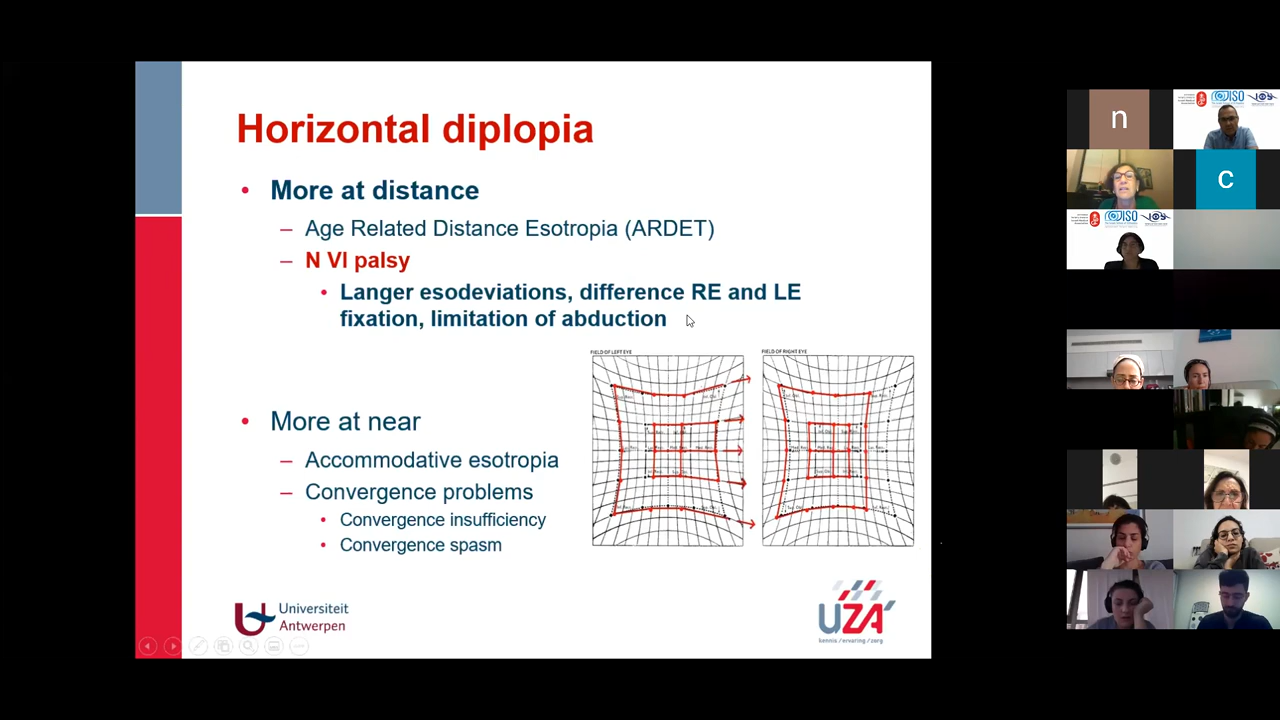 Horizontal diplopia
• More at distance
– Age Related Distance Esotropia (ARDET)
– N VI palsy
• Langer esodeviations, difference RE and LE
fixation, limitation of abduction
• More at near
– Accommodative esotropia
– Convergence problems
• Convergence insufficiency
• Convergence spasm
FIELD OF LEFT EYE
FIELD OF RIGHT EYE
Universiteit
Antwerpen
UZA
kennis / ervaring / zorg
n
ISO
c
ISO